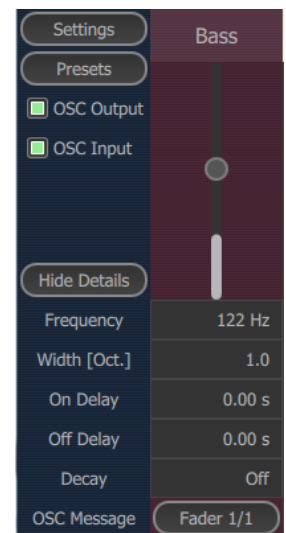 Settings
Bass
Presets
OSC Output
OSC Input
Hide Details
Frequency 122 Hz
Width [Oct.] 1.0
On Delay 0.00 s
Off Delay 0.00 s
Decay Off
OSC Message Fader 1/1